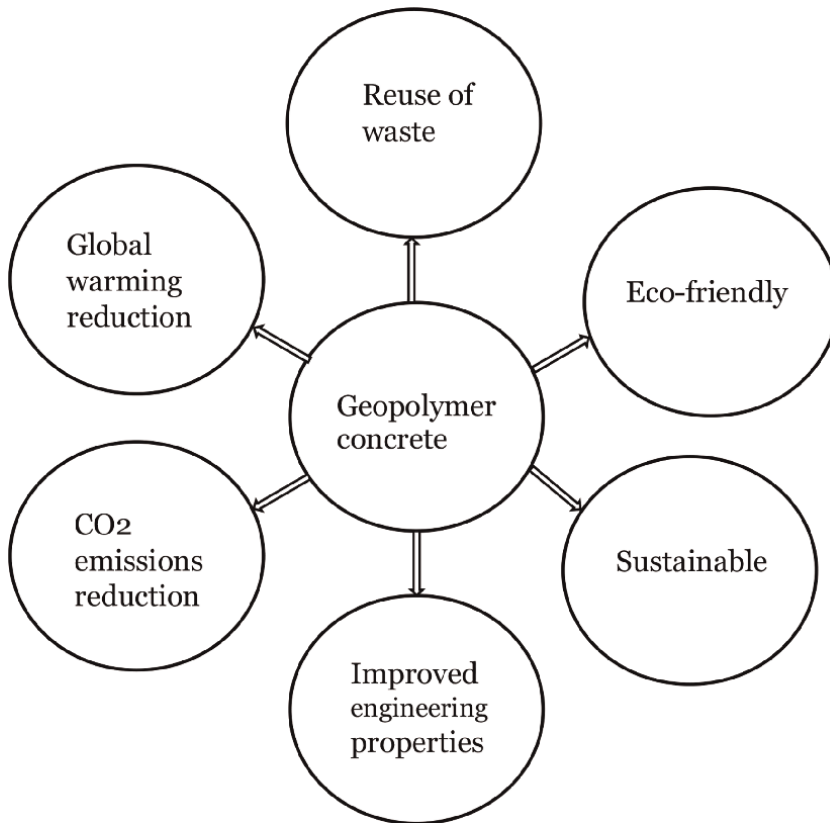 Reuse of
waste
Global
warming
reduction
Eco-friendly
Geopolymer
concrete
CO2
emissions
reduction
Sustainable
Improved
engineering
properties